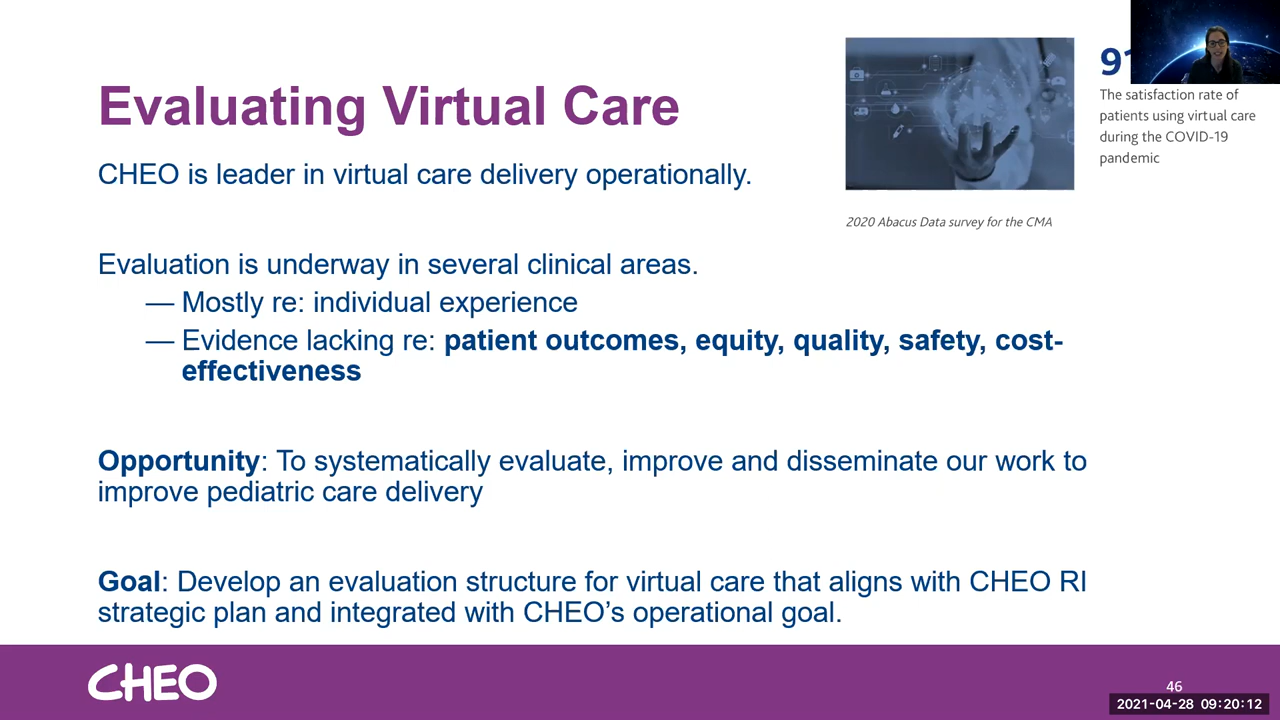 Evaluating Virtual Care
CHEO is leader in virtual care delivery operationally.
Evaluation is underway in several clinical areas.
— Mostly re: individual experience
— Evidence lacking re: patient outcomes, equity, quality, safety, cost-
effectiveness
Opportunity: To systematically evaluate, improve and disseminate our work to
improve pediatric care delivery
Goal: Develop an evaluation structure for virtual care that aligns with CHEO RI
strategic plan and integrated with CHEO’s operational goal.
The satisfaction rate of
patients using virtual care
during the COVID-19
pandemic
2020 Abacus Data survey for the CMA
CHEO
46
2021-04-28 09:20:12